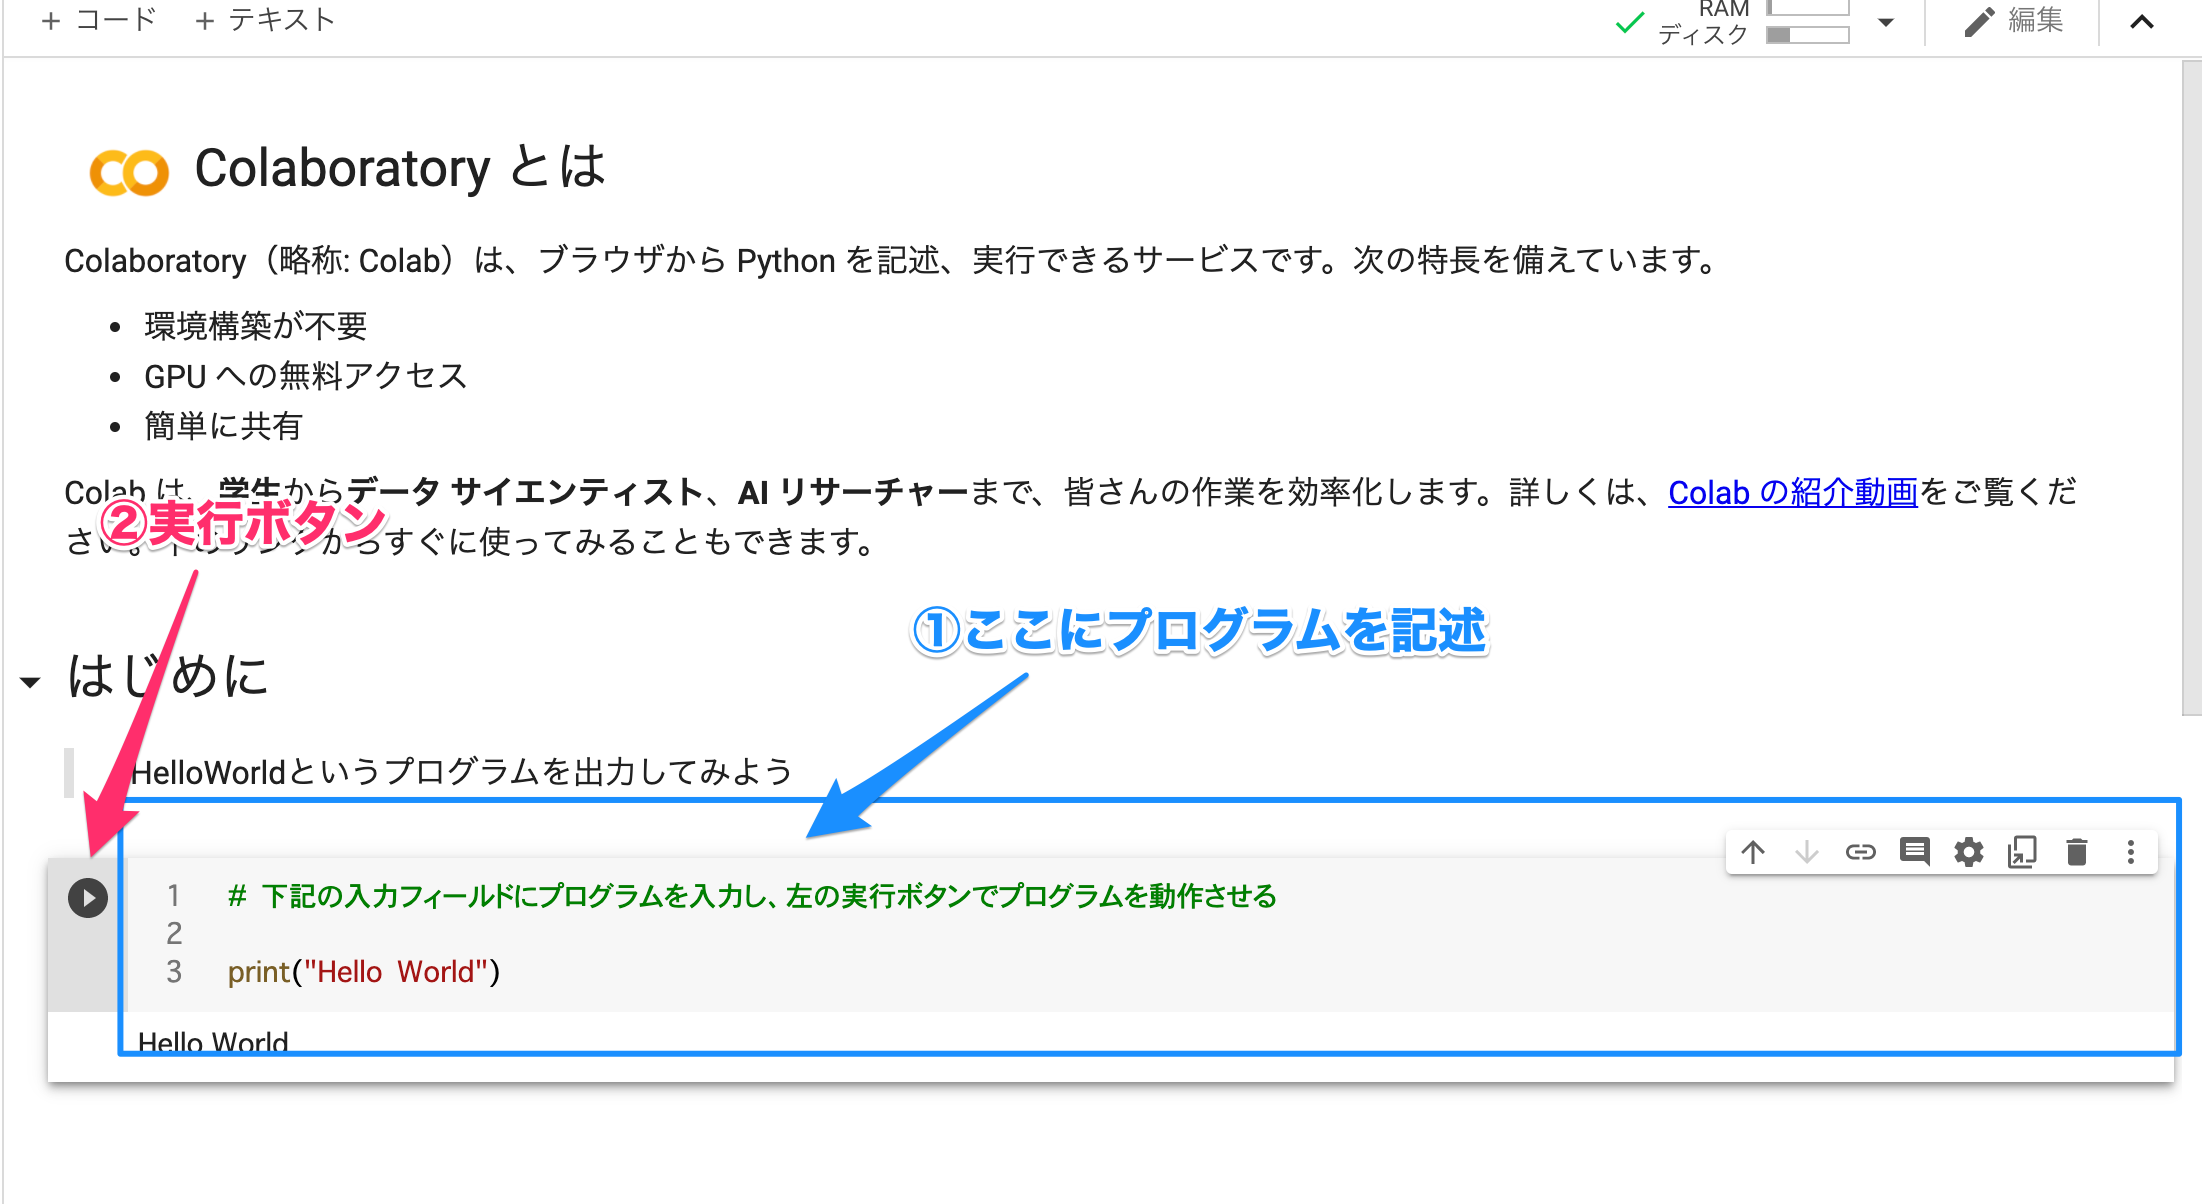 + コード + テキスト
RAM
ディスク
編集
Colaboratory とは
Colaboratory（略称: Colab）は、ブラウザから Python を記述、実行できるサービスです。次の特長を備えています。
• 環境構築が不要
• GPU への無料アクセス
• 簡単に共有
Colab は、学生からデータ サイエンティスト、AI リサーチャーまで、皆さんの作業を効率化します。詳しくは、Colab の紹介動画をご覧くだ
さい。下のリンクからすぐに使ってみることもできます。
②実行ボタン
①ここにプログラムを記述
はじめに
HelloWorldというプログラムを出力してみよう
1 # 下記の入力フィールドにプログラムを入力し、左の実行ボタンでプログラムを動作させる
2
3 print("Hello World")
Hello World